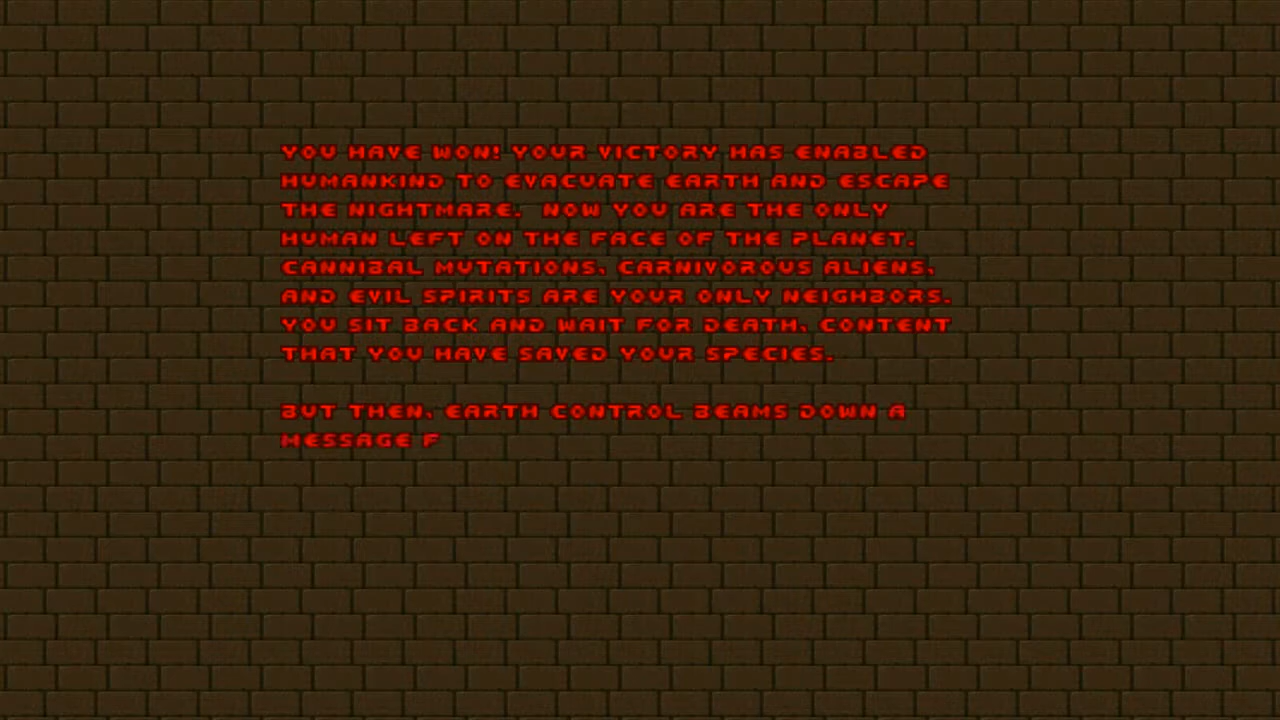 YOU HAVE WON! YOUR VICTORY HAS ENABLED
HUMANKIND TO EVACUATE EARTH AND ESCAPE
THE NIGHTMARE.  NOW YOU ARE THE ONLY
HUMAN LEFT ON THE FACE OF THE PLANET.
CANNIBAL MUTATIONS, CARNIVOROUS ALIENS,
AND EVIL SPIRITS ARE YOUR ONLY NEIGHBORS.
YOU SIT BACK AND WAIT FOR DEATH, CONTENT
THAT YOU HAVE SAVED YOUR SPECIES.
BUT THEN, EARTH CONTROL BEAMS DOWN A
MESSAGE F